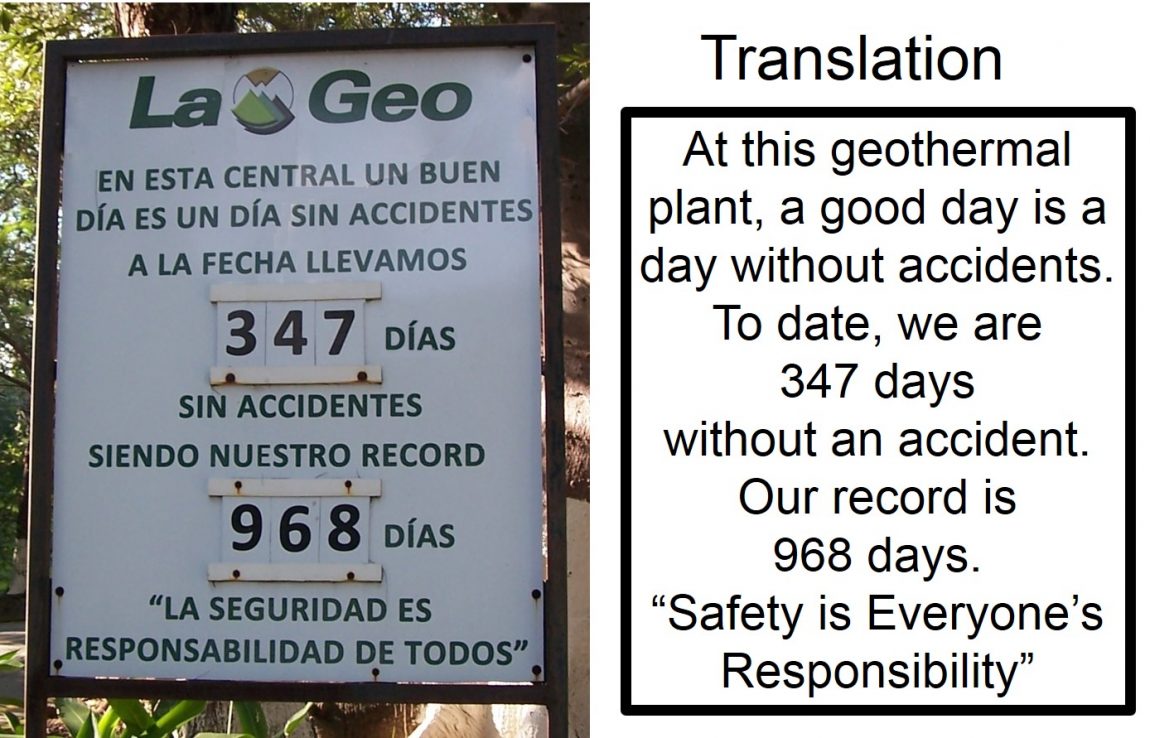 La Geo
EN ESTA CENTRAL UN BUEN
DÍA ES UN DÍA SIN ACCIDENTES
A LA FECHA LLEVAMOS
347 DÍAS
SIN ACCIDENTES
SIENDO NUESTRO RECORD
968 DÍAS
“LA SEGURIDAD ES
RESPONSABILIDAD DE TODOS”
Translation
At this geothermal
plant, a good day is a
day without accidents.
To date, we are
347 days
without an accident.
Our record is
968 days.
“Safety is Everyone’s
Responsibility”